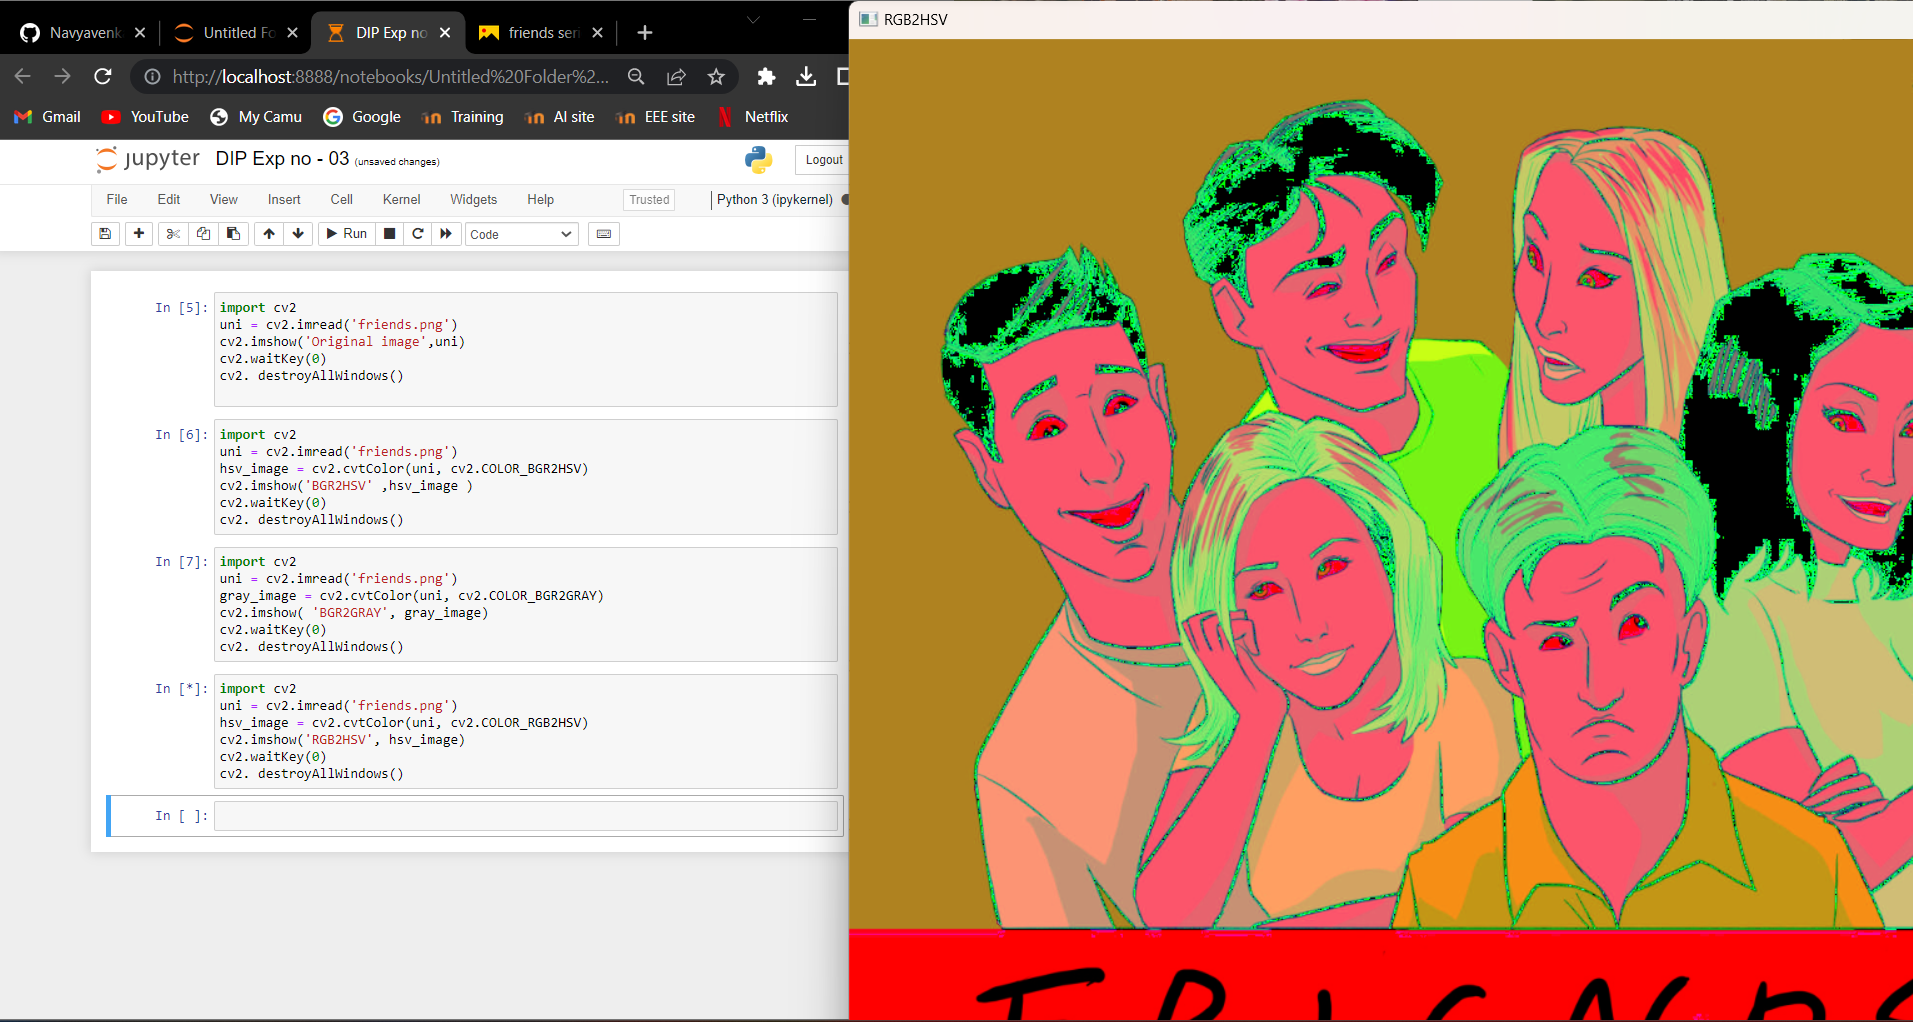 Navyavenk
Untitled Fo
DIP Exp no
friends seri
http://localhost:8888/notebooks/Untitled%20Folder%2...
Gmail
YouTube
My Camu
Google
Training
AI site
EEE site
Netflix
jupyter DIP Exp no - 03 (unsaved changes)
Logout
File Edit View Insert Cell Kernel Widgets Help
Trusted
Python 3 (ipykernel)
Run
Code
In [5]: import cv2
uni = cv2.imread('friends.png')
cv2.imshow('Original image',uni)
cv2.waitKey(0)
cv2. destroyAllWindows()
In [6]: import cv2
uni = cv2.imread('friends.png')
hsv_image = cv2.cvtColor(uni, cv2.COLOR_BGR2HSV)
cv2.imshow('BGR2HSV' ,hsv_image )
cv2.waitKey(0)
cv2. destroyAllWindows()
In [7]: import cv2
uni = cv2.imread('friends.png')
gray_image = cv2.cvtColor(uni, cv2.COLOR_BGR2GRAY)
cv2.imshow( 'BGR2GRAY', gray_image)
cv2.waitKey(0)
cv2. destroyAllWindows()
In [*]: import cv2
uni = cv2.imread('friends.png')
hsv_image = cv2.cvtColor(uni, cv2.COLOR_RGB2HSV)
cv2.imshow('RGB2HSV', hsv_image)
cv2.waitKey(0)
cv2. destroyAllWindows()
In [ ]:
RGB2HSV
FRIENDS